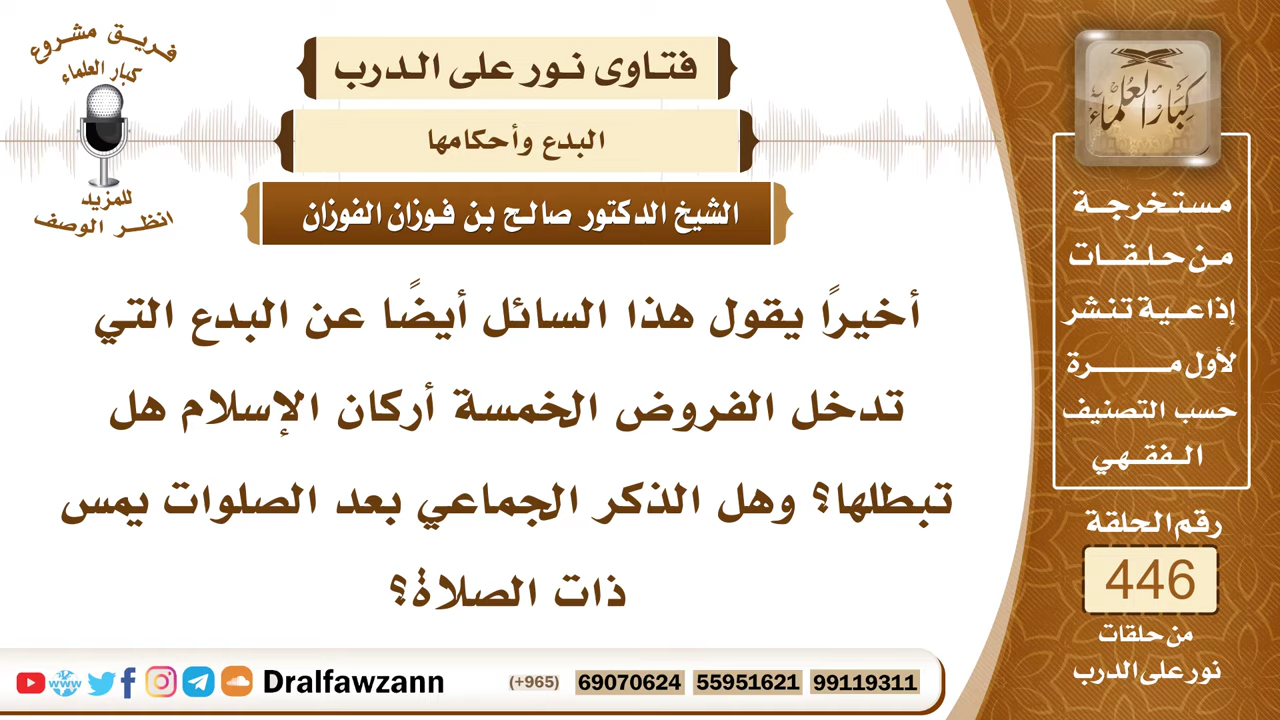 فريق مشروع
كبار العلماء
للمزيد
انظر الوصف
فتاوى نور على الدرب
البدع وأحكامها
الشيخ الدكتور صالح بن فوزان الفوزان
أخيرًا يقول هذا السائل أيضًا عن البدع التي
تدخل الفروض الخمسة أركان الإسلام هل
تبطلها؟ وهل الذكر الجماعي بعد الصلوات يمس
ذات الصلاة؟
كبار العلماء
مستخرجة
من حلقات
إذاعية تنشر
لأول مرة
حسب التصنيف
الفقهي
رقم الحلقة
446
من حلقات
نور على الدرب
www Dralfawzann (+965) 69070624 55951621 99119311